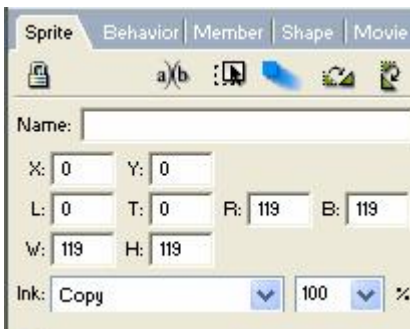 Sprite Behavior Member Shape Movie
a)(b
Name:
X: 0 Y: 0
L: 0 T: 0 R: 119 B: 119
W: 119 H: 119
Ink: Copy 100 %